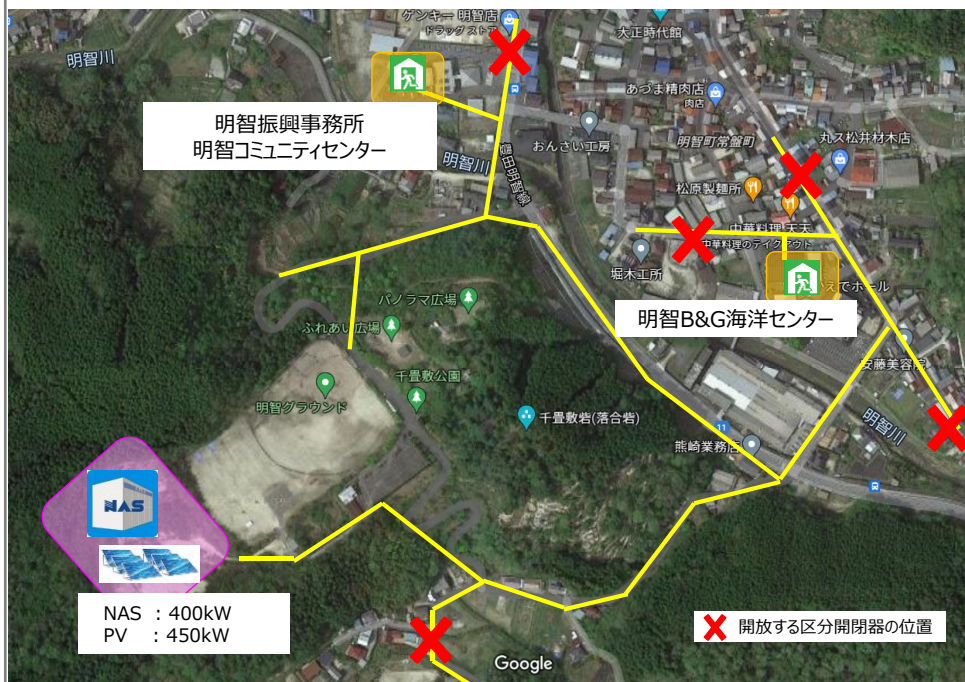 ゲンキー 明智店
ドラッグ ストア
大正時代館
明智川
あづま精肉店
肉店
明智振興事務所
明智コミュニティセンター
おんさい工房
明智町常盤町
丸ス松井材木店
明智川
豊田明智線
松原製麺所
中華料理 天天
中華料理のテイクアウト
堀木工所
えでホール
パノラマ広場
明智B&G海洋センター
ふれあい広場
安藤美容院
千畳敷公園
明智グラウンド
千畳敷砦(落合砦)
明智川
11
熊崎業務店
NAS
NAS : 400kW
PV : 450kW
開放する区分開閉器の位置
Google